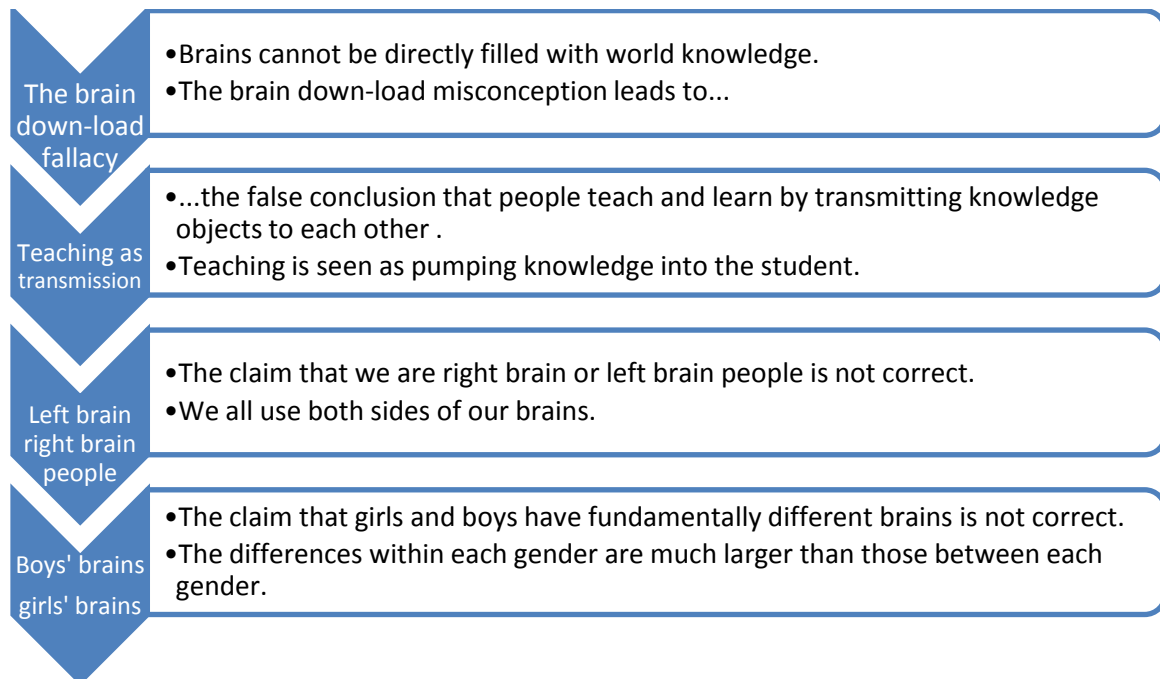 The brain
down-load
fallacy
•Brains cannot be directly filled with world knowledge.
•The brain down-load misconception leads to...
Teaching as
transmission
•...the false conclusion that people teach and learn by transmitting knowledge
objects to each other .
•Teaching is seen as pumping knowledge into the student.
Left brain
right brain
people
•The claim that we are right brain or left brain people is not correct.
•We all use both sides of our brains.
Boys' brains
girls' brains
•The claim that girls and boys have fundamentally different brains is not correct.
•The differences within each gender are much larger than those between each
gender.